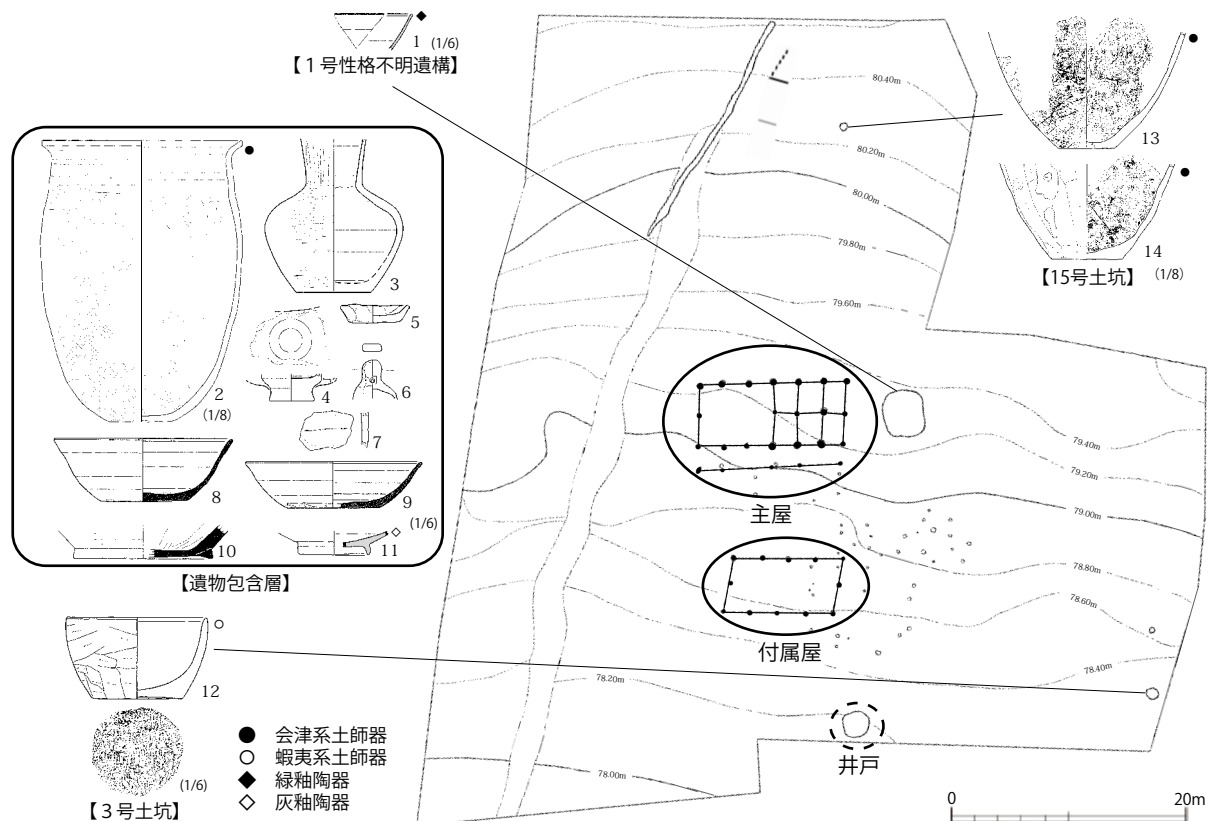 1 (1/6)
【1号性格不明遺構】
2
(1/8)
3
4
5
6
7
8
9
(1/6)
10
11
【遺物包含層】
12
(1/6)
【3号土坑】
会津系土師器
蝦夷系土師器
緑釉陶器
灰釉陶器
13
14
【15号土坑】 (1/8)
80.40m
80.20m
80.00m
79.80m
79.60m
79.40m
79.20m
79.00m
78.80m
78.60m
78.40m
78.20m
78.00m
主屋
付属屋
井戸
0 20m